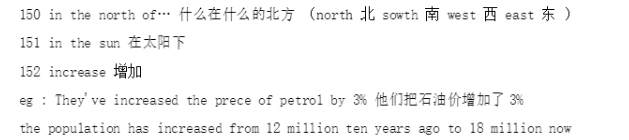 150 in the north of… 什么在什么的北方 （north 北 sowth 南 west 西 east 东 ）
151 in the sun 在太阳下
152 increase 增加
eg : They've increased the prece of petrol by 3% 他们把石油价增加了 3%
the population has increased from 12 million ten years ago to 18 million now